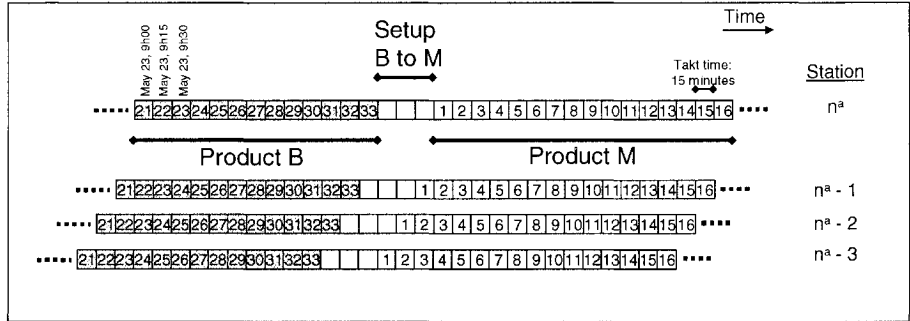 May 23, 9h00
May 23, 9h15
May 23, 9h30
Setup
B to M
Time
Takt time:
15 minutes
Station
21 22 23 24 25 26 27 28 29 30 31 32 33 1 2 3 4 5 6 7 8 9 10 11 12 13 14 15 16 nª
Product B Product M
21 22 23 24 25 26 27 28 29 30 31 32 33 1 2 3 4 5 6 7 8 9 10 11 12 13 14 15 16 nª - 1
21 22 23 24 25 26 27 28 29 30 31 32 33 1 2 3 4 5 6 7 8 9 10 11 12 13 14 15 16 nª - 2
21 22 23 24 25 26 27 28 29 30 31 32 33 1 2 3 4 5 6 7 8 9 10 11 12 13 14 15 16 nª - 3